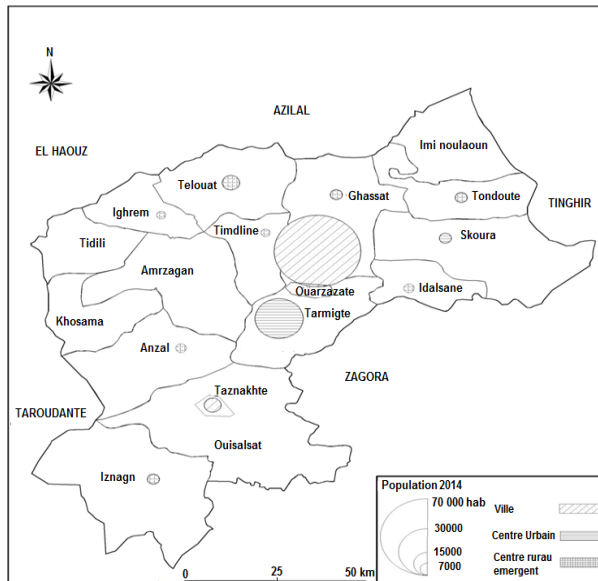 N
AZILAL
EL HAOUZ
Imi noulaoun
Telouat
Ghassat
Tondoute
TINGHIR
Ighrem
Timdline
Tidili
Skoura
Amrzagan
Ouarzazate
Idalsane
Khosama
Tarmigte
Anzal
ZAGORA
Taznakhte
TAROUDANTE
Ouisalsat
Iznagn
Population 2014
70 000 hab
30000
15000
7000
Ville
Centre Urbain
Centre rurau
emergent
0 25 50 km